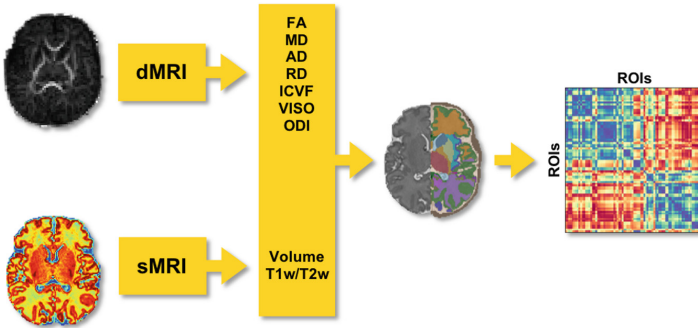 dMRI
FA
MD
AD
RD
ICVF
VISO
ODI
sMRI
Volume
T1w/T2w
ROIs
ROIs